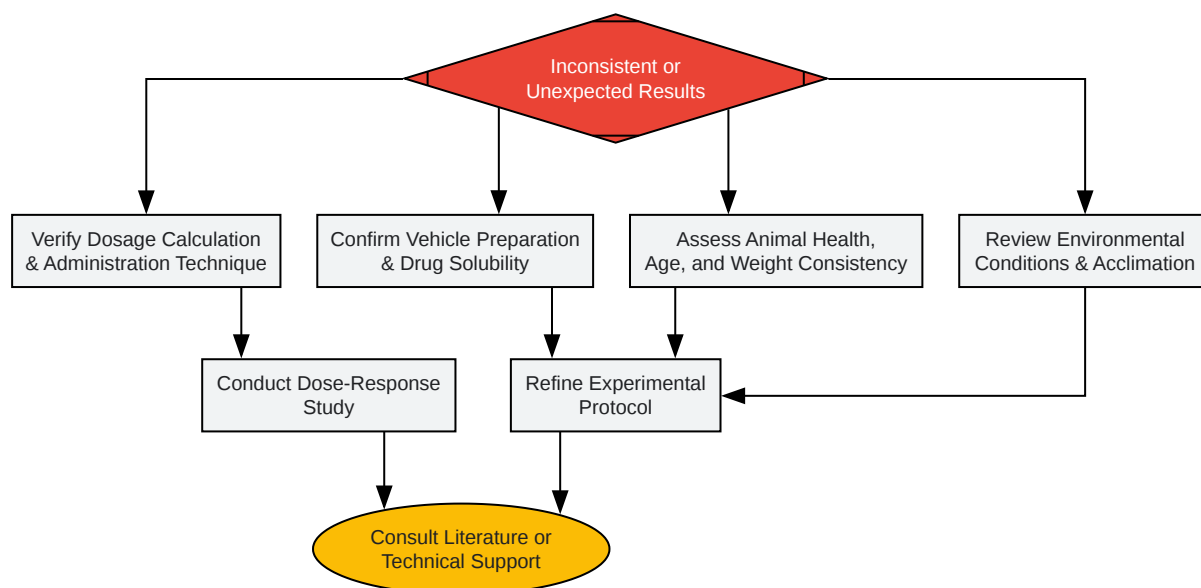 Inconsistent or
Unexpected Results
Verify Dosage Calculation
& Administration Technique
Confirm Vehicle Preparation
& Drug Solubility
Assess Animal Health,
Age, and Weight Consistency
Review Environmental
Conditions & Acclimation
Conduct Dose-Response
Study
Refine Experimental
Protocol
Consult Literature or
Technical Support